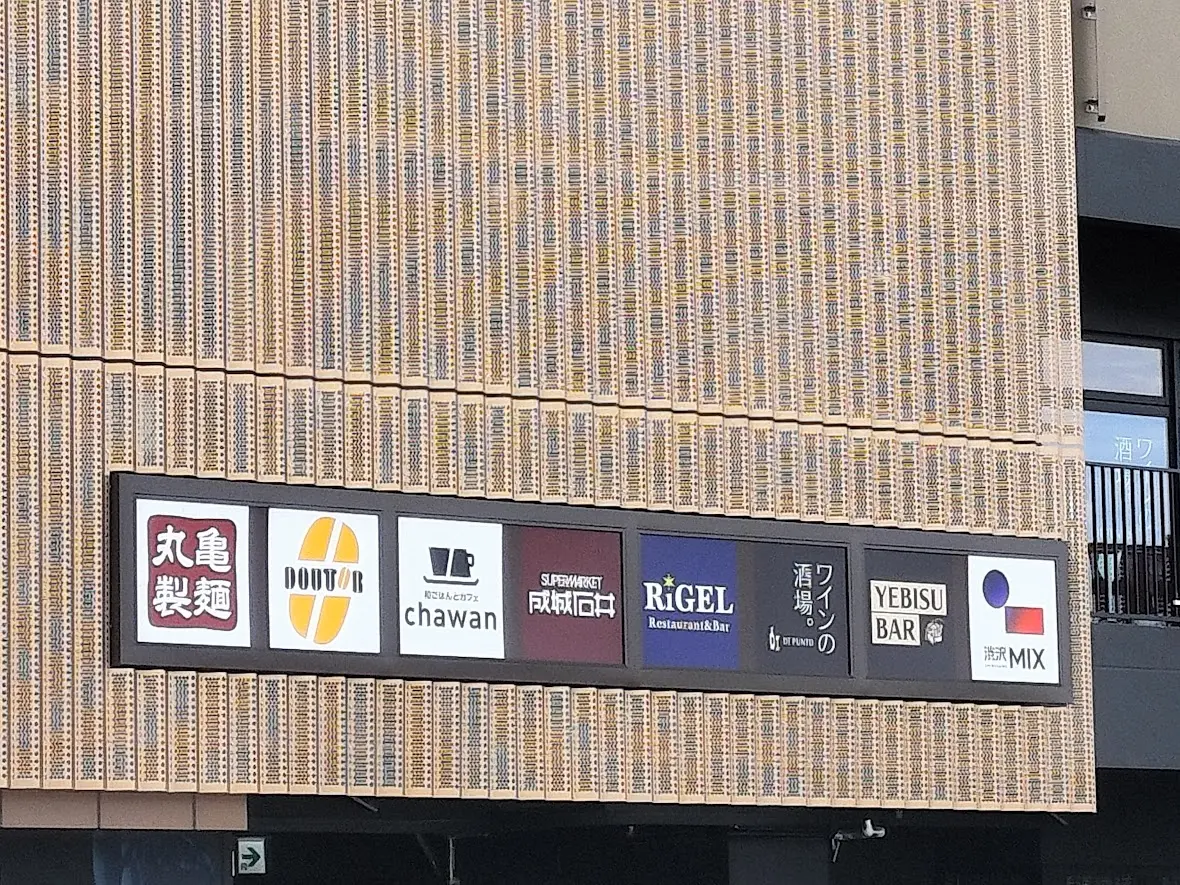 丸亀
製麺
DOUTOR
和ごはんとカフェ
chawan
SUPERMARKET
成城石井
RiGEL
Restaurant&Bar
ワインの
酒場。
DI PUNTO
YEBISU
BAR
渋沢MIX
ワイ
酒